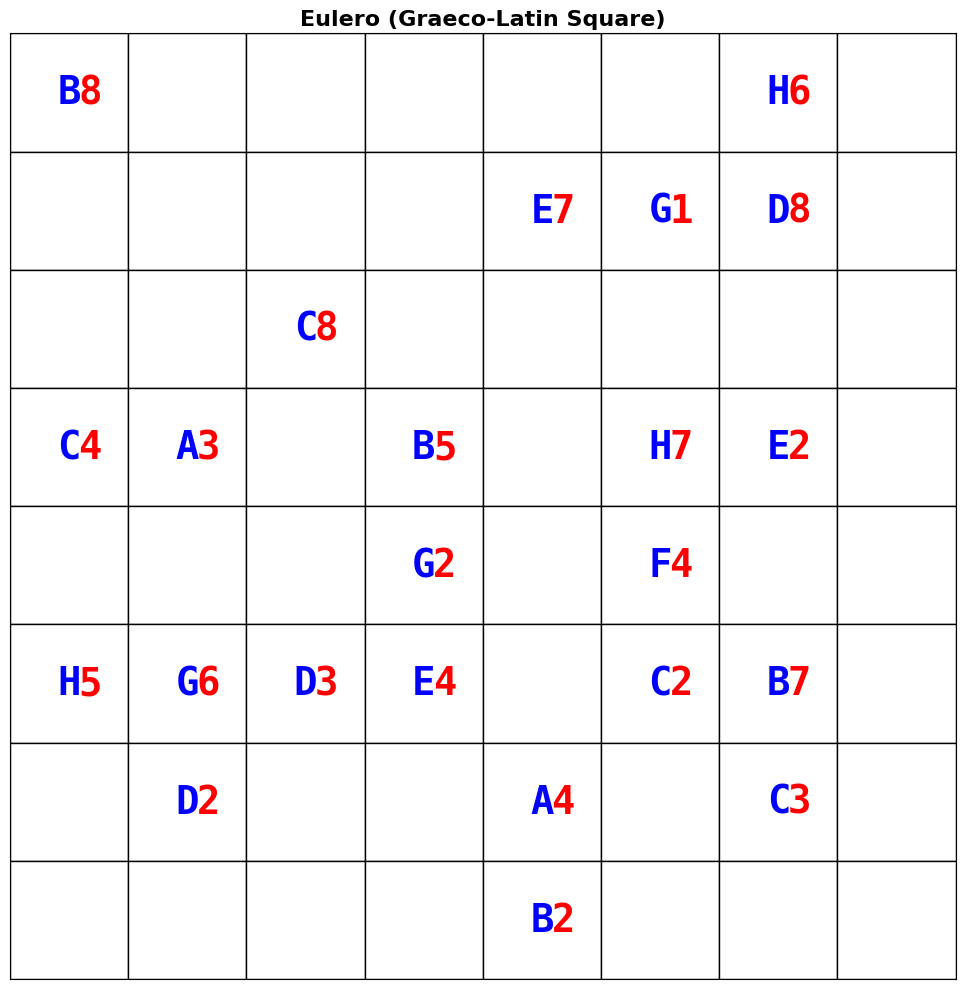 Eulero (Graeco-Latin Square)
B8 H6
E7 G1 D8
C8
C4 A3 B5 H7 E2
G2 F4
H5 G6 D3 E4 C2 B7
D2 A4 C3
B2